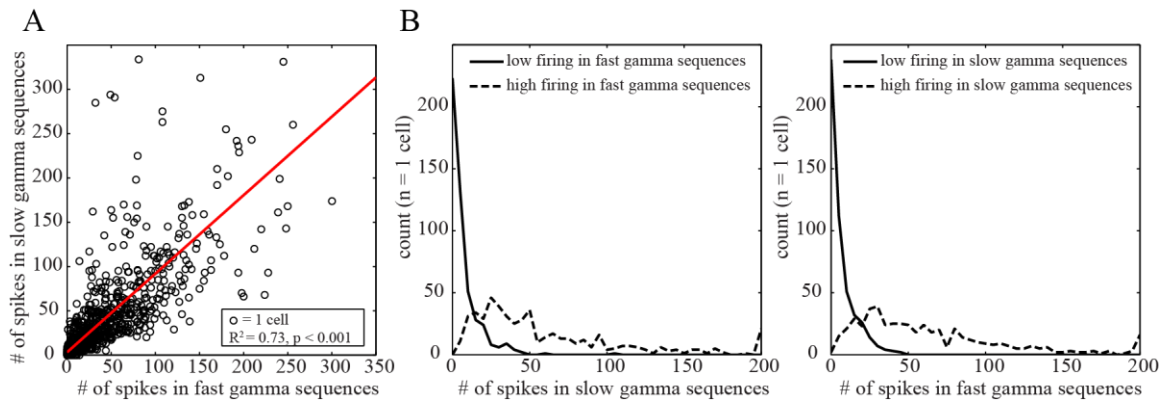 A
# of spikes in slow gamma sequences
300
250
200
150
100
50
0
0 50 100 150 200 250 300 350
# of spikes in fast gamma sequences
= 1 cell
R² = 0.73, p < 0.001
B
count (n = 1 cell)
200
150
100
50
0
low firing in fast gamma sequences
high firing in fast gamma sequences
0 50 100 150 200
# of spikes in slow gamma sequences
count (n = 1 cell)
200
150
100
50
0
low firing in slow gamma sequences
high firing in slow gamma sequences
0 50 100 150 200
# of spikes in fast gamma sequences